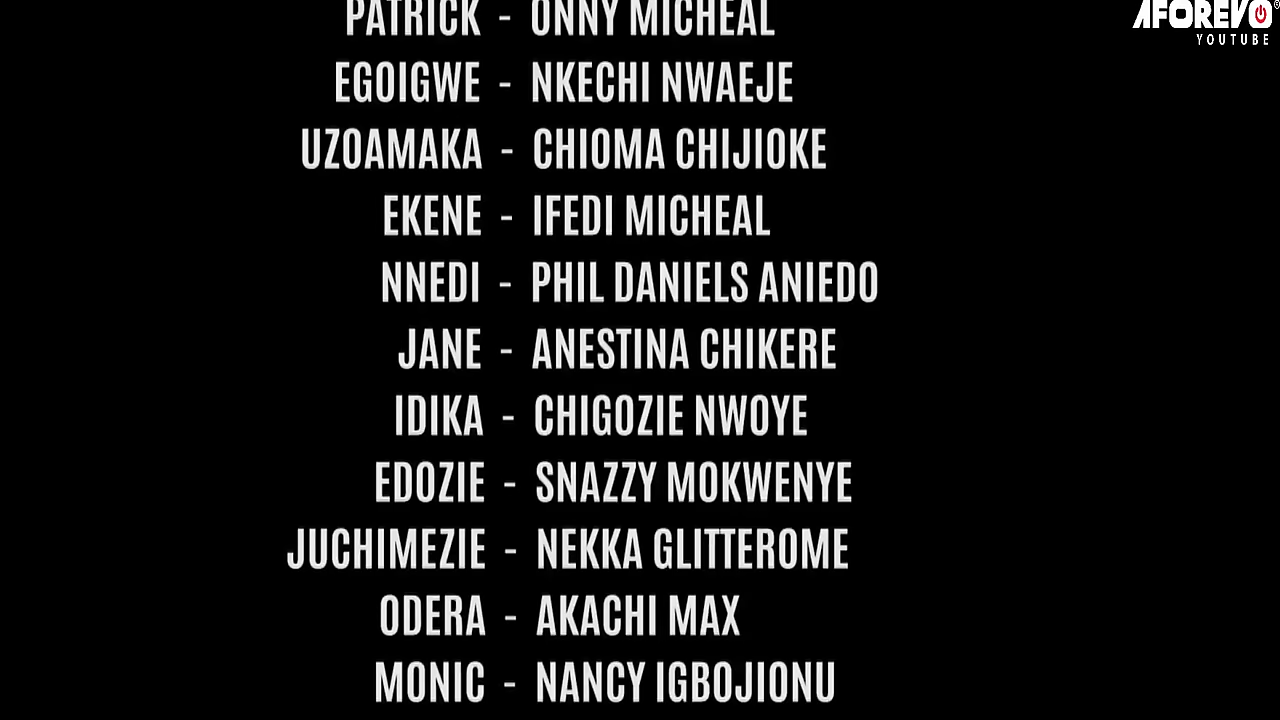 PATRICK - ONNY MICHEAL
AFOREVO
YOUTUBE
EGOIGWE - NKECHI NWAEJE
UZOAMAKA - CHIOMA CHIJIOKE
EKENE - IFEDI MICHEAL
NNEDI - PHIL DANIELS ANIEDO
JANE - ANESTINA CHIKERE
IDIKA - CHIGOZIE NWOYE
EDOZIE - SNAZZY MOKWENYE
JUCHIMEZIE - NEKKA GLITTEROME
ODERA - AKACHI MAX
MONIC - NANCY IGBOJIONU